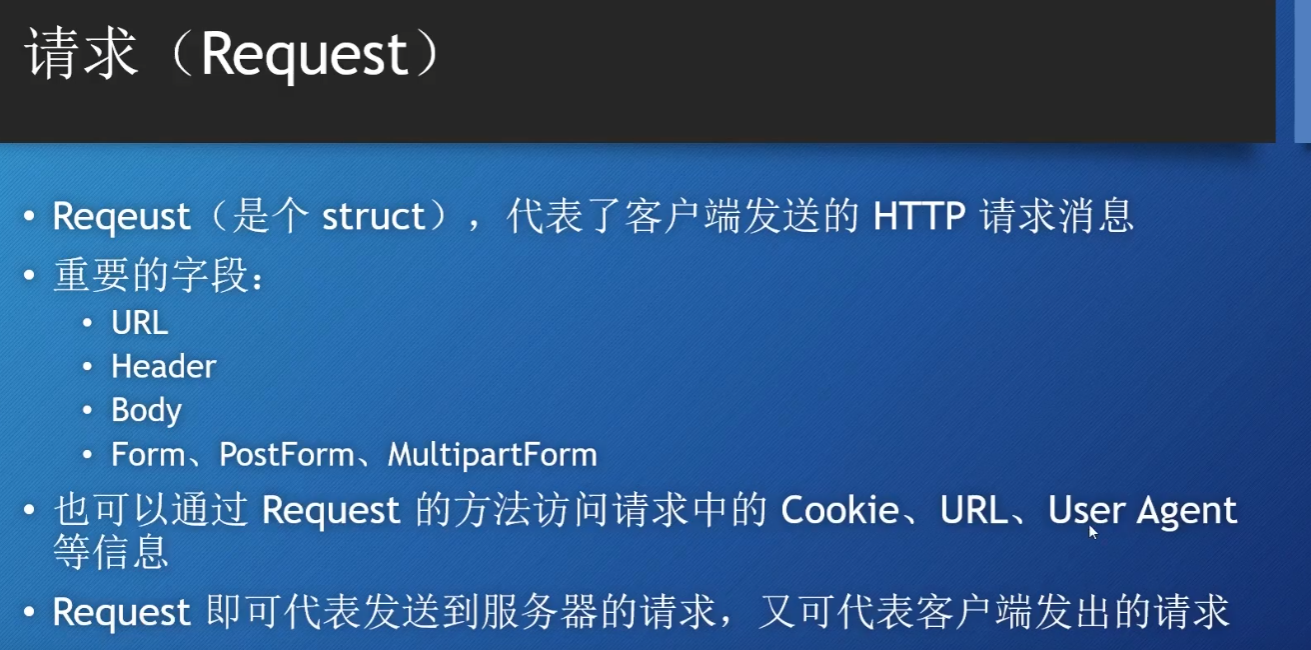 请求（Request）
• Reqeust（是个 struct），代表了客户端发送的 HTTP 请求消息
• 重要的字段：
• URL
• Header
• Body
• Form、PostForm、MultipartForm
• 也可以通过 Request 的方法访问请求中的 Cookie、URL、User Agent
等信息
• Request 即可代表发送到服务器的请求，又可代表客户端发出的请求